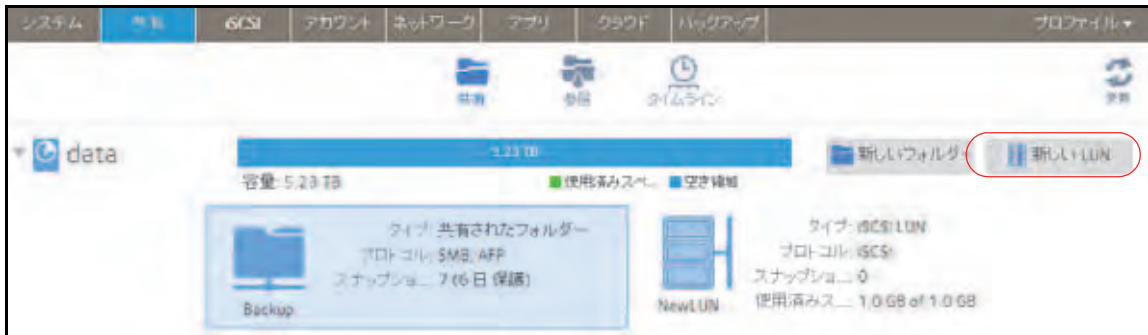 システム 共有 iSCSI アカウント ネットワーク アプリ クラウド バックアップ プロファイル
共有 参照 タイムライン 更新
data 5.23 TB 新しいフォルダー 新しい LUN
容量: 5.23 TB 使用済みスペ... 空き領域
タイプ: 共有されたフォルダー
プロトコル: SMB, AFP
スナップショ...: 7 (6 日 保護)
Backup
タイプ: iSCSI LUN
プロトコル: iSCSI
スナップショ...: 0
使用済みス...: 1.0 GB of 1.0 GB
NewLUN